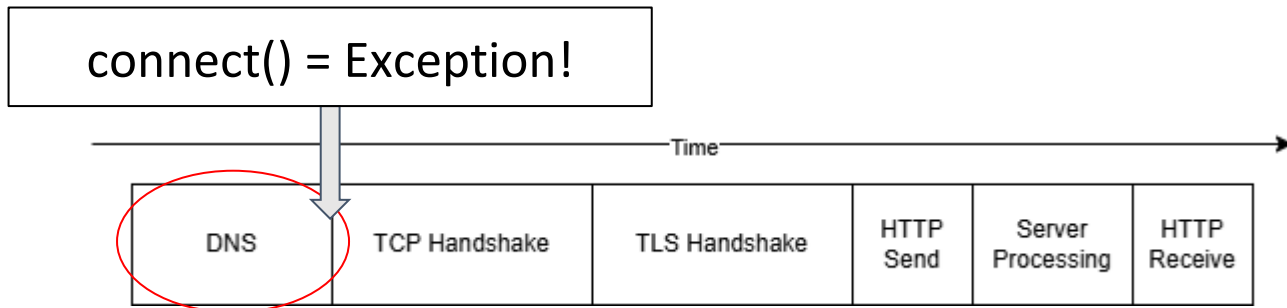 connect() = Exception!
Time
DNS
TCP Handshake
TLS Handshake
HTTP
Send
Server
Processing
HTTP
Receive